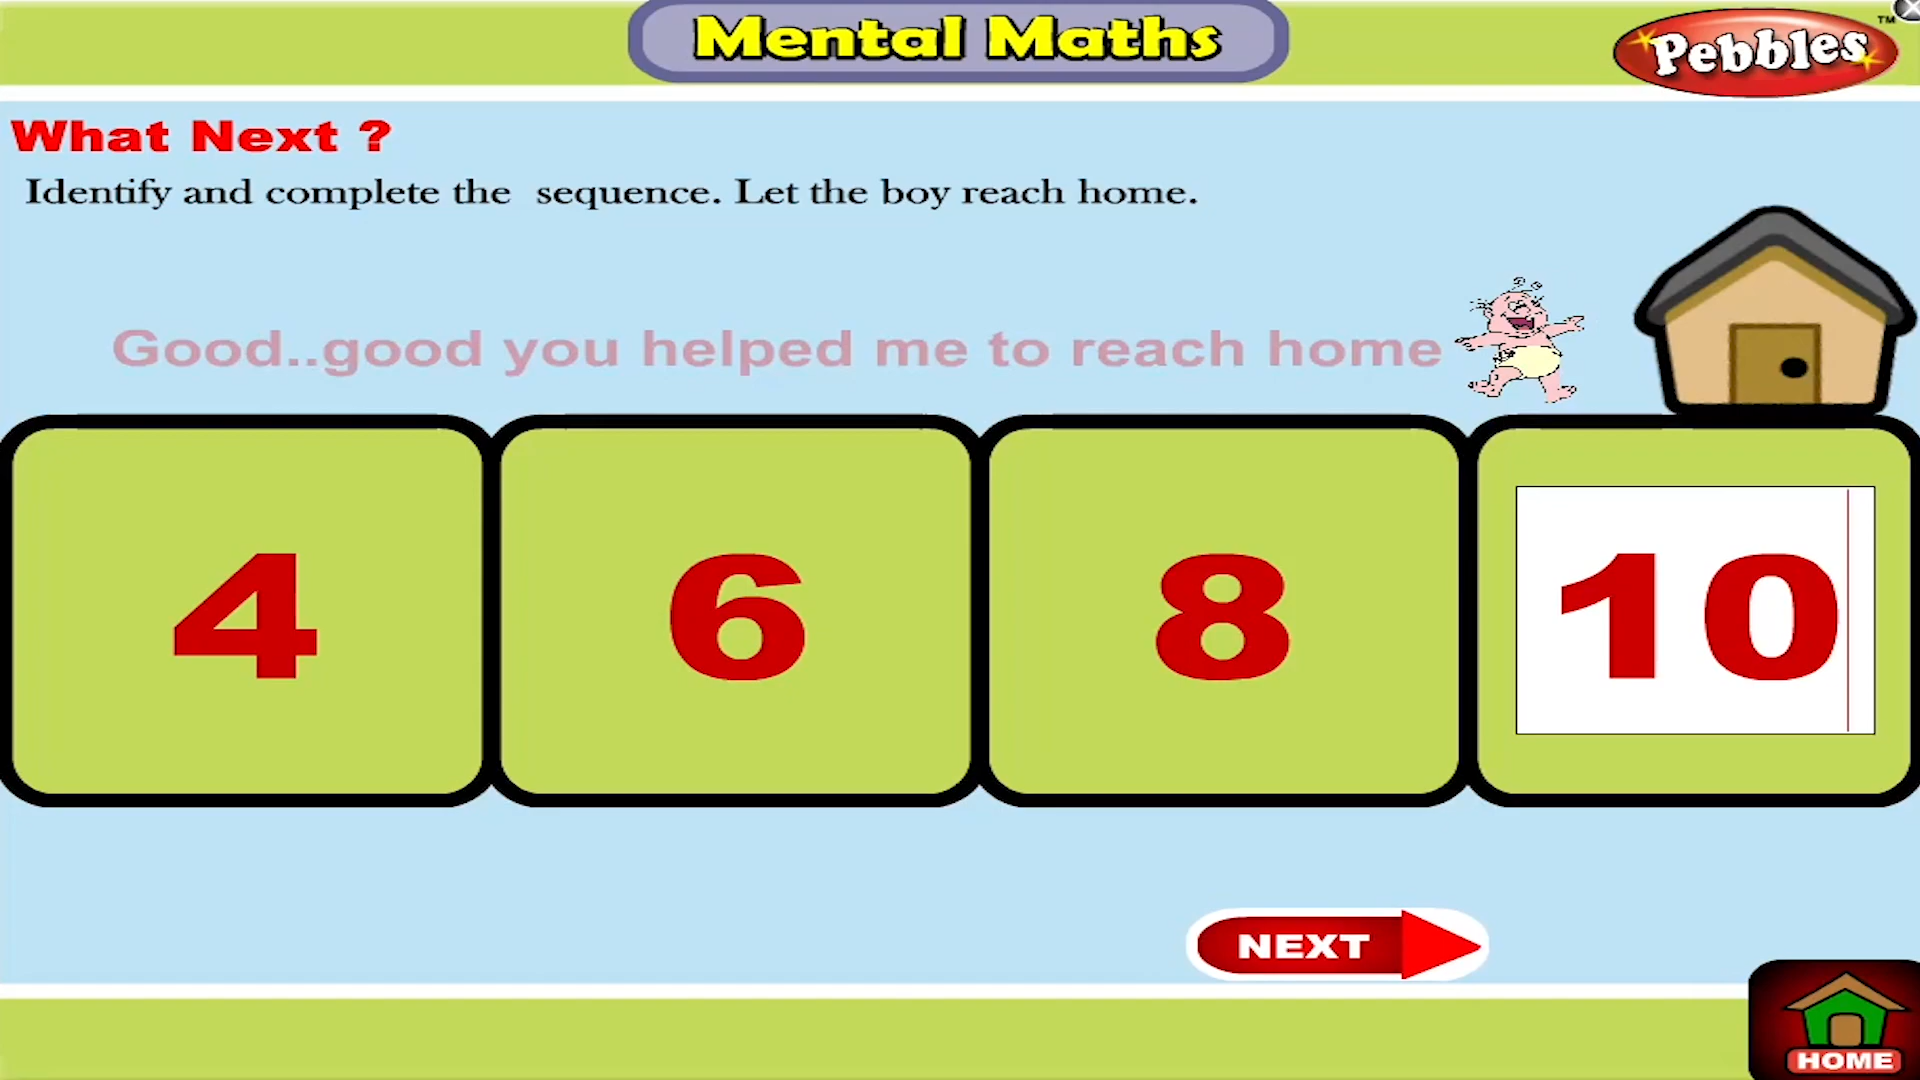 Mental Maths
Pebbles™
What Next ?
Identify and complete the sequence. Let the boy reach home.
Good..good you helped me to reach home
4 6 8 10
NEXT
HOME